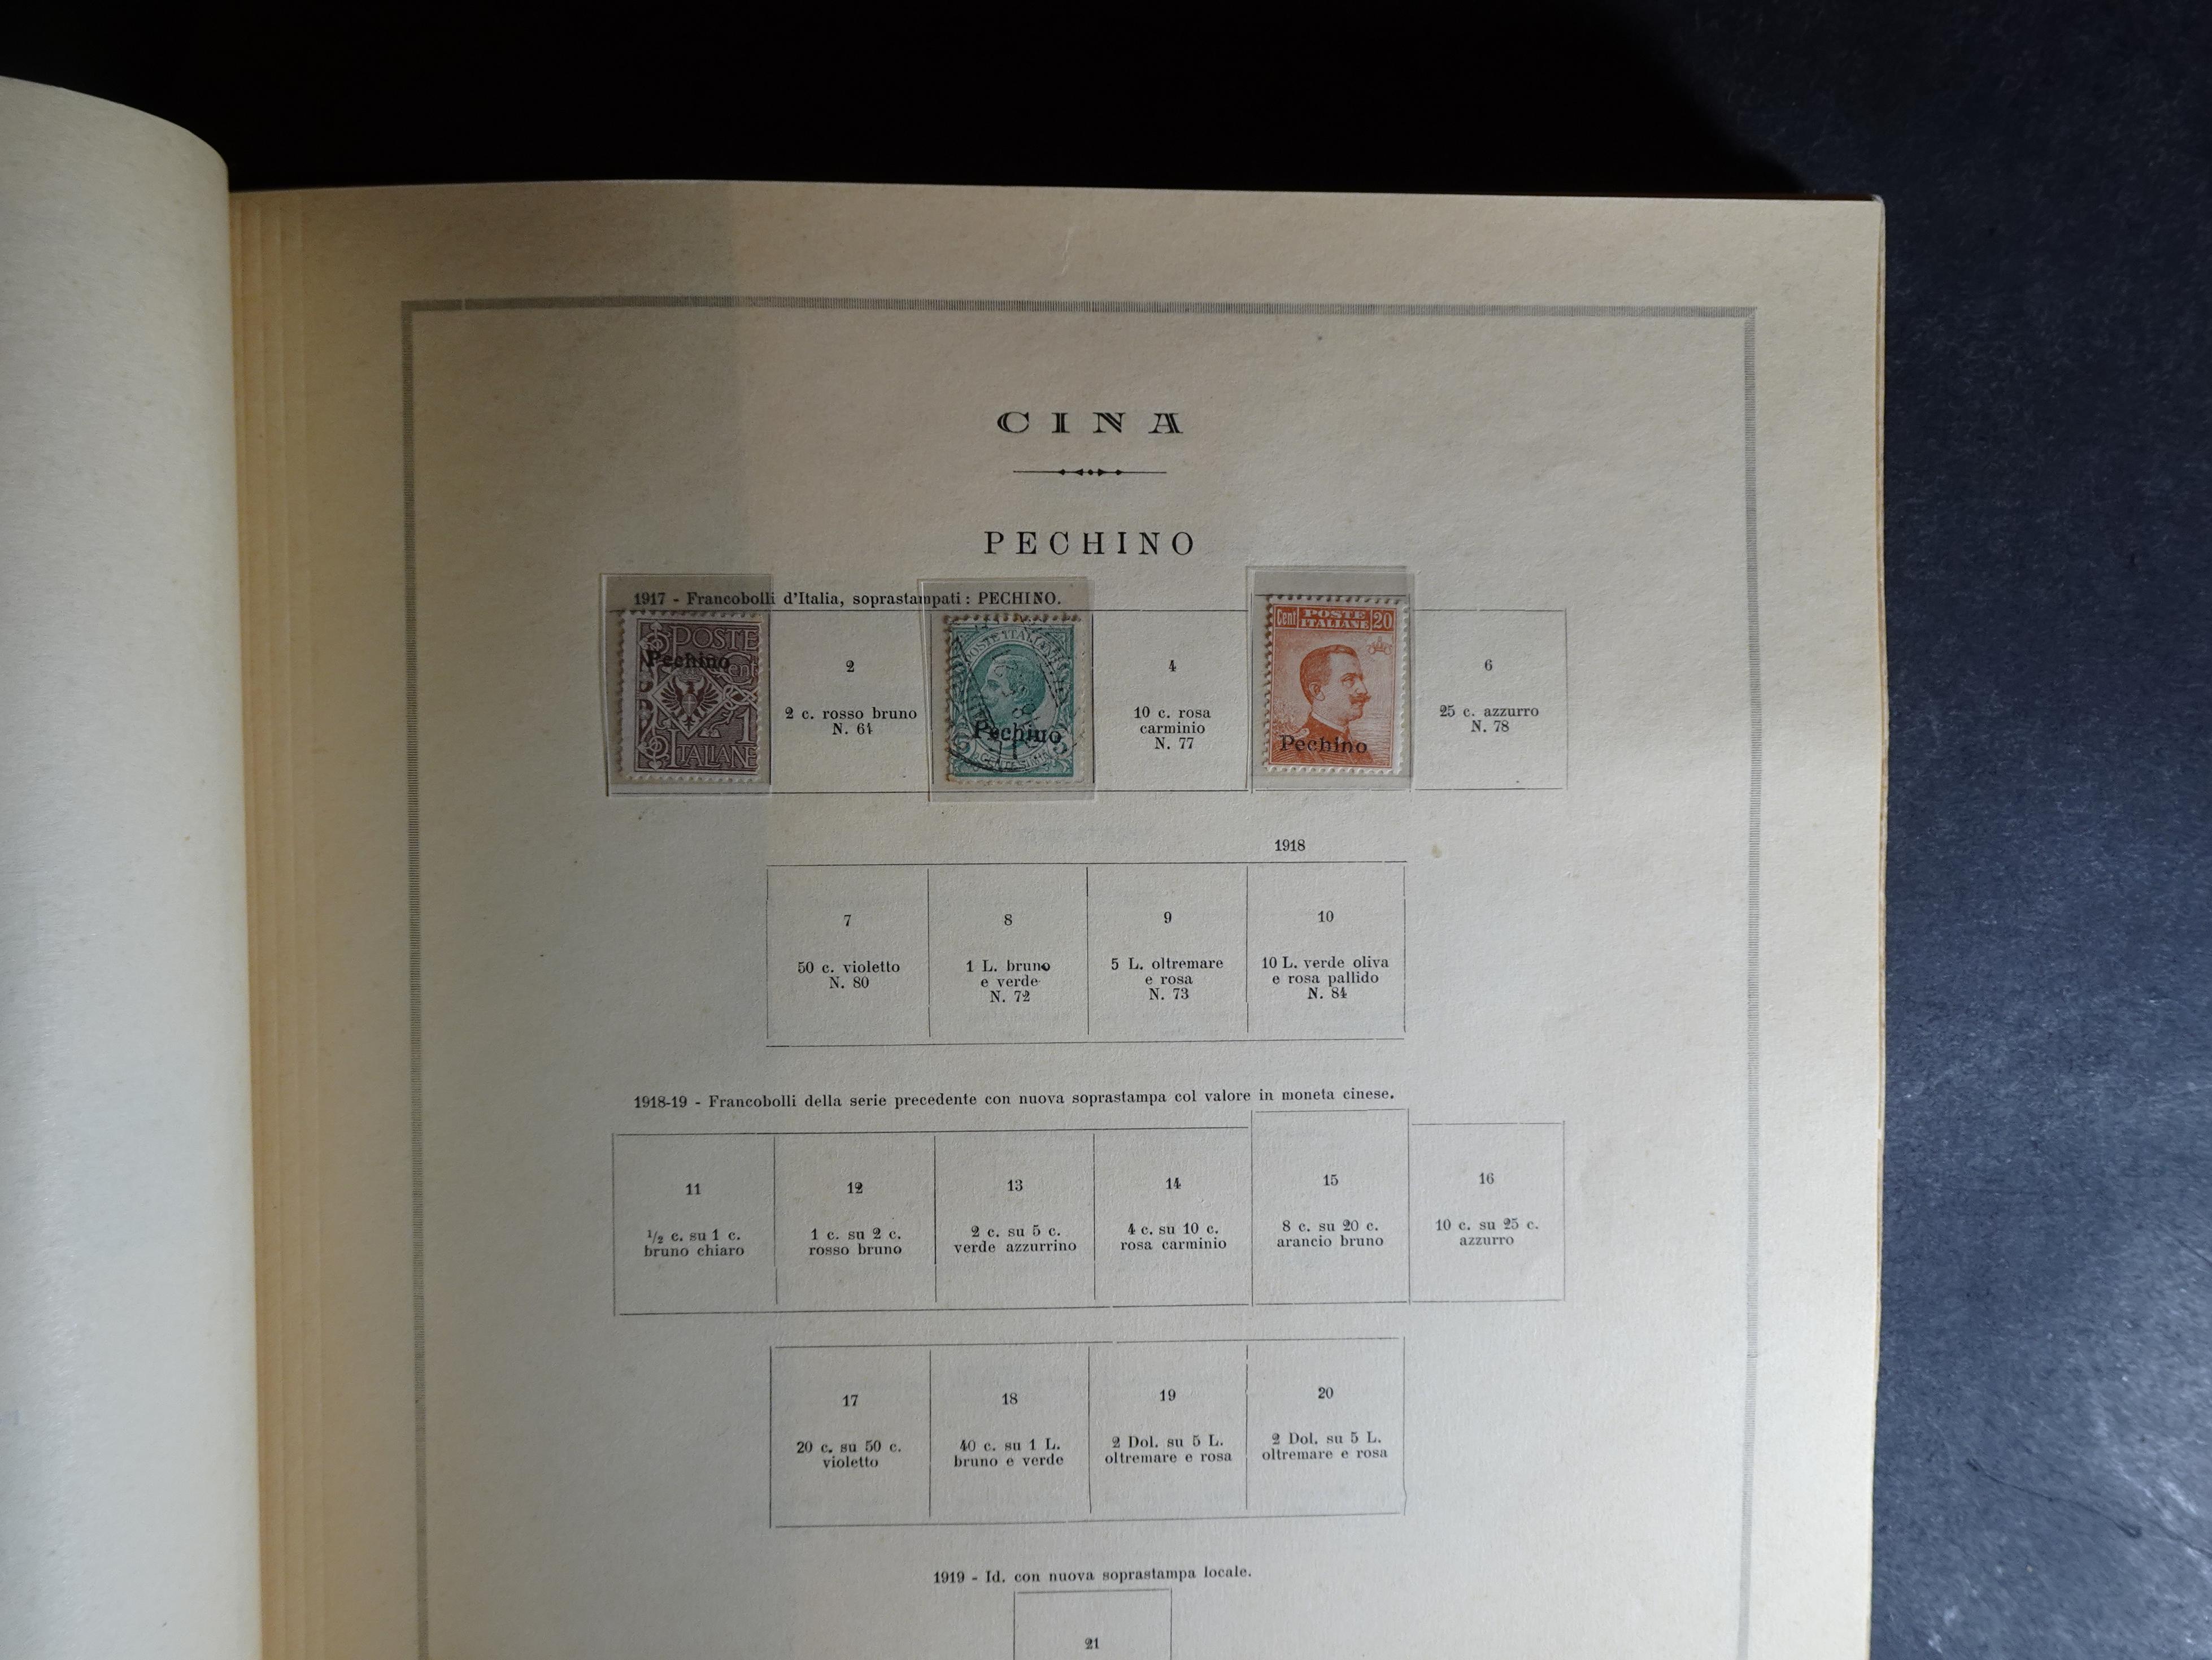 CINA
PECHINO
1917 - Francobolli d'Italia, soprastampati : PECHINO.
POSTE
Pechino
Cent
1
ITALIANE
2
2 c. rosso bruno
N. 64
POSTE ITALIANE
Pechino
5
5
CENTESIMI
4
10 c. rosa
carminio
N. 77
Cent POSTE ITALIANE 20
Pechino
6
25 c. azzurro
N. 78
1918
7
50 c. violetto
N. 80
8
1 L. bruno
e verde
N. 72
9
5 L. oltremare
e rosa
N. 73
10
10 L. verde oliva
e rosa pallido
N. 84
1918-19 - Francobolli della serie precedente con nuova soprastampa col valore in moneta cinese.
11
1/2 c. su 1 c.
bruno chiaro
12
1 c. su 2 c.
rosso bruno
13
2 c. su 5 c.
verde azzurrino
14
4 c. su 10 c.
rosa carminio
15
8 c. su 20 c.
arancio bruno
16
10 c. su 25 c.
azzurro
17
20 c. su 50 c.
violetto
18
40 c. su 1 L.
bruno e verde
19
2 Dol. su 5 L.
oltremare e rosa
20
2 Dol. su 5 L.
oltremare e rosa
1919 - Id. con nuova soprastampa locale.
21